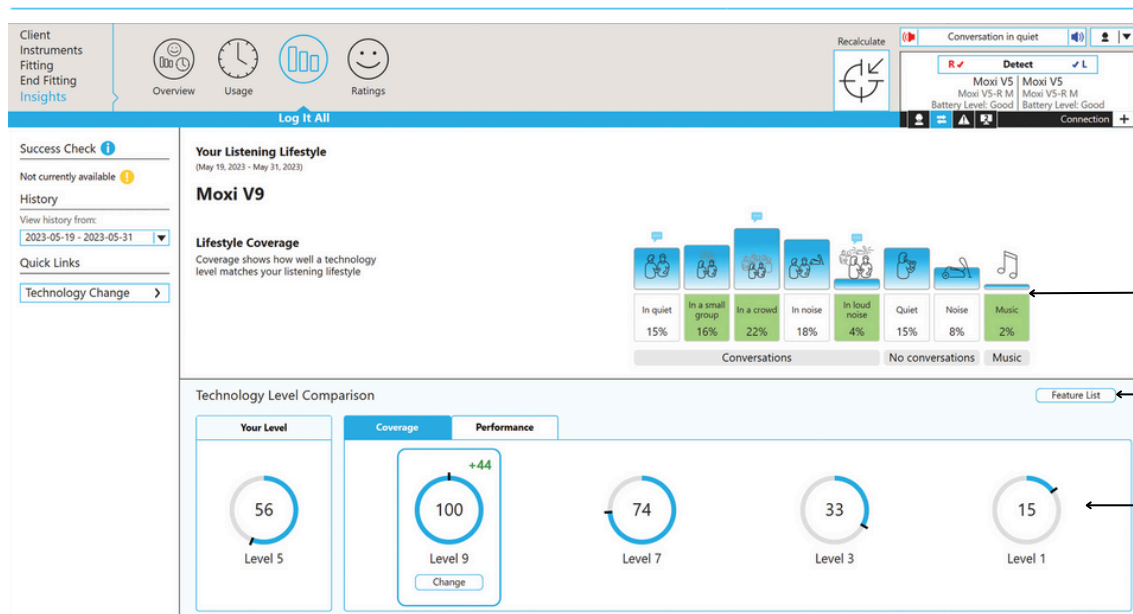 Client
Instruments
Fitting
End Fitting
Insights
Overview
Usage
Ratings
Log It All
Recalculate
Conversation in quiet
R✓ Detect ✓L
Moxi V5 | Moxi V5
Moxi V5-R M | Moxi V5-R M
Battery Level: Good | Battery Level: Good
Connection +
Success Check
Not currently available
History
View history from:
2023-05-19 - 2023-05-31
Quick Links
Technology Change
Your Listening Lifestyle
(May 19, 2023 - May 31, 2023)
Moxi V9
Lifestyle Coverage
Coverage shows how well a technology
level matches your listening lifestyle
In quiet
15%
In a small
group
16%
In a crowd
22%
In noise
18%
In loud
noise
4%
Quiet
15%
Noise
8%
Music
2%
Conversations
No conversations
Music
Technology Level Comparison
Feature List
Your Level
Coverage
Performance
56
Level 5
+44
100
Level 9
Change
74
Level 7
33
Level 3
15
Level 1